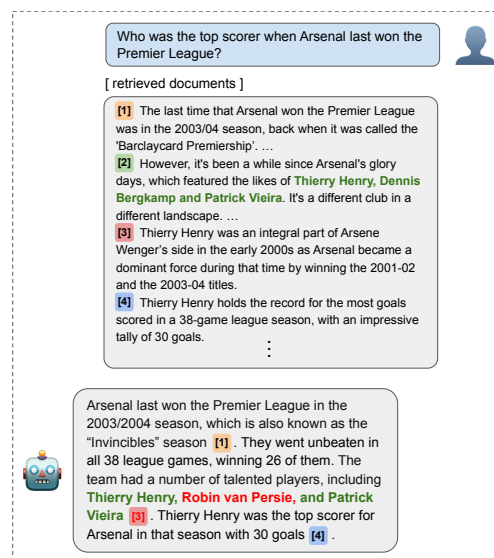 Who was the top scorer when Arsenal last won the
Premier League?
[ retrieved documents ]
[1] The last time that Arsenal won the Premier League
was in the 2003/04 season, back when it was called the
'Barclaycard Premiership'. …
[2] However, it's been a while since Arsenal's glory
days, which featured the likes of Thierry Henry, Dennis
Bergkamp and Patrick Vieira. It's a different club in a
different landscape. …
[3] Thierry Henry was an integral part of Arsene
Wenger's side in the early 2000s as Arsenal became a
dominant force during that time by winning the 2001-02
and the 2003-04 titles.
[4] Thierry Henry holds the record for the most goals
scored in a 38-game league season, with an impressive
tally of 30 goals.
⋮
Arsenal last won the Premier League in the
2003/2004 season, which is also known as the
“Invincibles” season [1] . They went unbeaten in
all 38 league games, winning 26 of them. The
team had a number of talented players, including
Thierry Henry, Robin van Persie, and Patrick
Vieira [3] . Thierry Henry was the top scorer for
Arsenal in that season with 30 goals [4] .